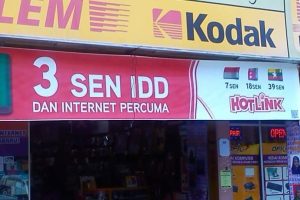 LEM
Kodak
3 SEN IDD
DAN INTERNET PERCUMA
7 SEN 18 SEN 39 SEN
HOTLINK
OPEN